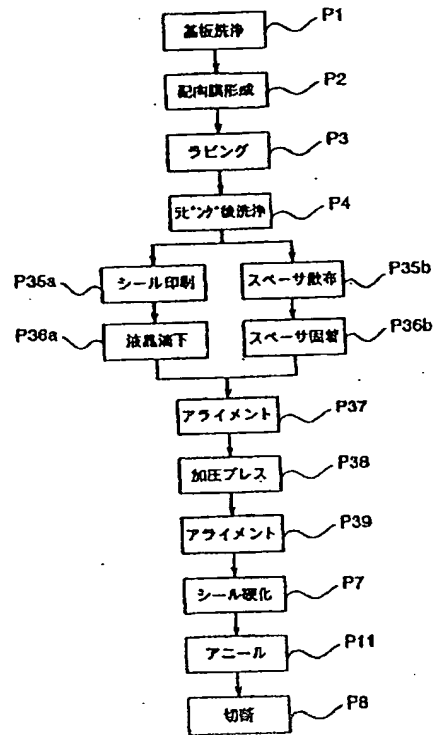 基板洗浄
P1
配向膜形成
P2
ラビング
P3
ラビング後洗浄
P4
P35a
シール印刷
スペーサ散布
P35b
P36a
液晶滴下
スペーサ固着
P36b
アライメント
P37
加圧プレス
P38
アライメント
P39
シール硬化
P7
アニール
P11
切断
P8